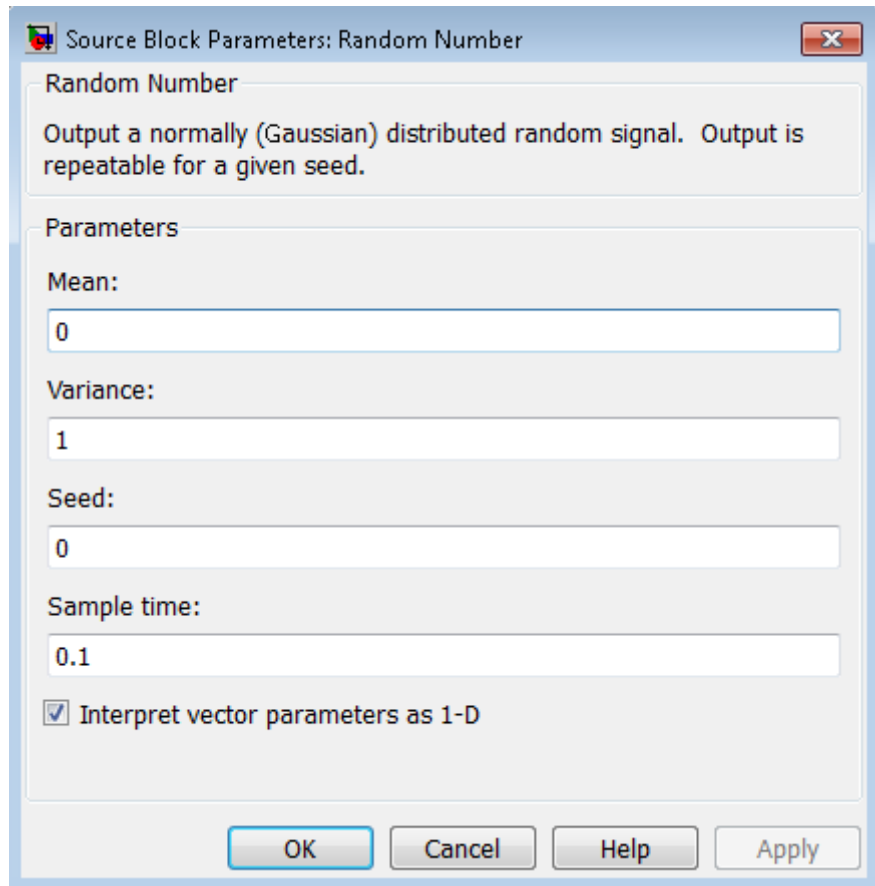 Source Block Parameters: Random Number
Random Number
Output a normally (Gaussian) distributed random signal.  Output is
repeatable for a given seed.
Parameters
Mean:
0
Variance:
1
Seed:
0
Sample time:
0.1
Interpret vector parameters as 1-D
OK Cancel Help Apply